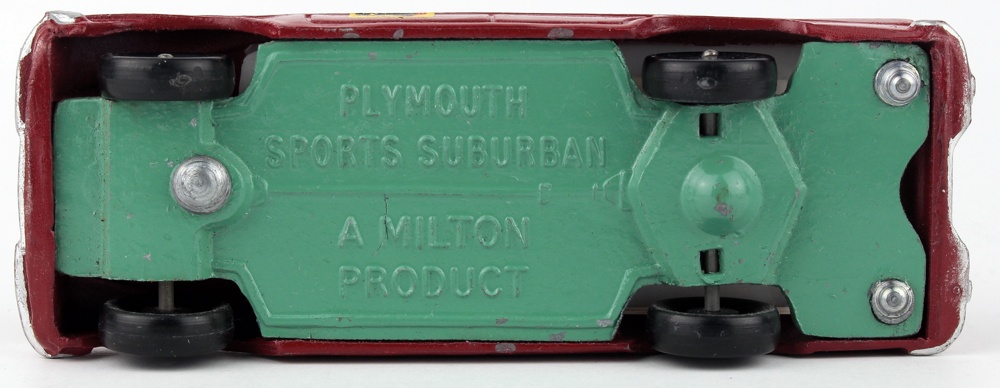 PLYMOUTH
SPORTS SUBURBAN
A MILTON
PRODUCT